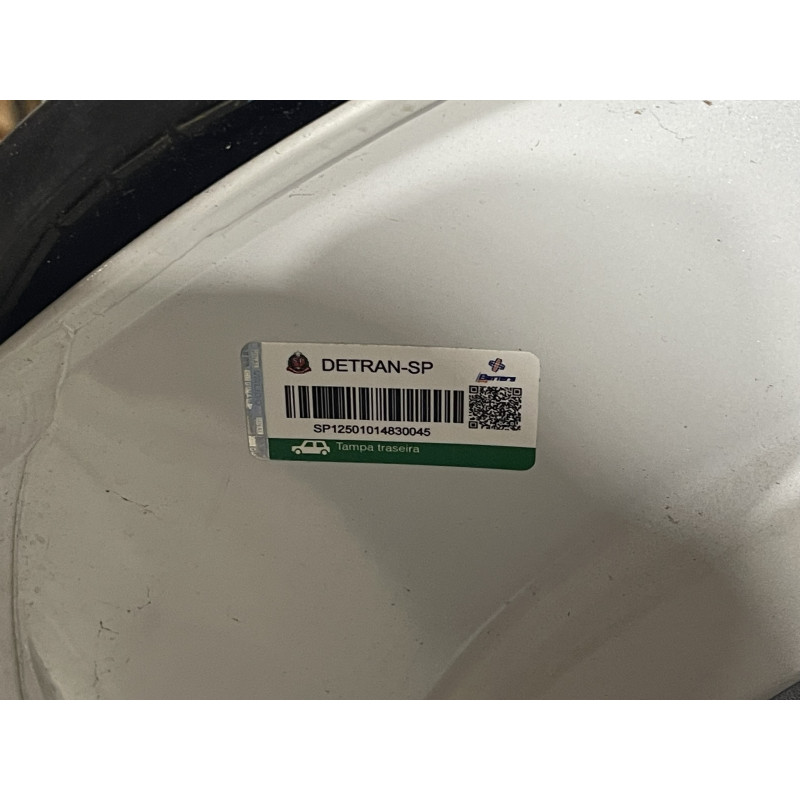 DETRAN-SP
SP12501014830045
Tampa traseira